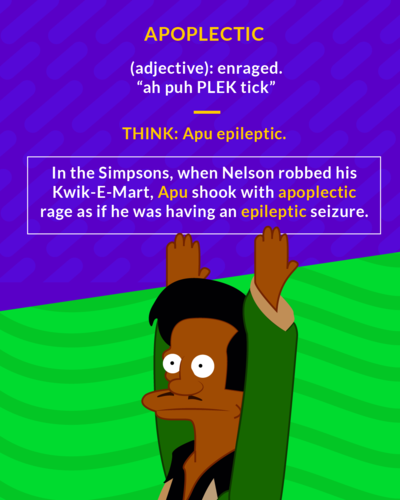 APOPLECTIC
(adjective): enraged.
“ah puh PLEK tick”
THINK: Apu epileptic.
In the Simpsons, when Nelson robbed his
Kwik-E-Mart, Apu shook with apoplectic
rage as if he was having an epileptic seizure.